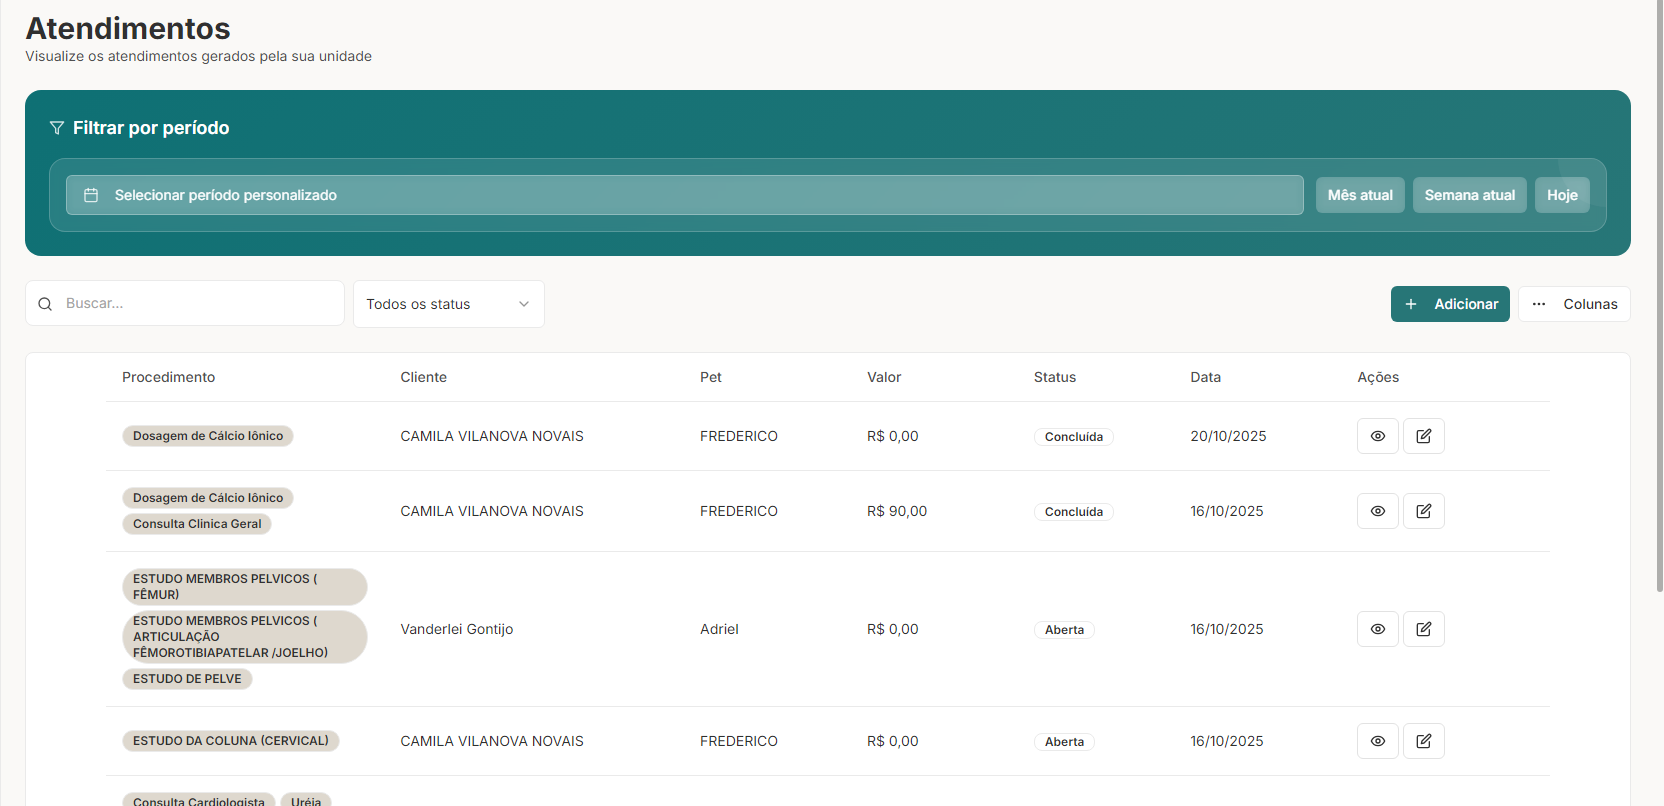 Atendimentos
Visualize os atendimentos gerados pela sua unidade
Filtrar por período
Selecionar período personalizado
Mês atual
Semana atual
Hoje
Buscar...
Todos os status
Adicionar
Colunas
Procedimento Cliente Pet Valor Status Data Ações
Dosagem de Cálcio Iônico CAMILA VILANOVA NOVAIS FREDERICO R$ 0,00 Concluída 20/10/2025
Dosagem de Cálcio Iônico
Consulta Clinica Geral
CAMILA VILANOVA NOVAIS FREDERICO R$ 90,00 Concluída 16/10/2025
ESTUDO MEMBROS PELVICOS (
FÊMUR)
ESTUDO MEMBROS PELVICOS (
ARTICULAÇÃO
FÊMOROTIBIAPATELAR /JOELHO)
ESTUDO DE PELVE
Vanderlei Gontijo Adriel R$ 0,00 Aberta 16/10/2025
ESTUDO DA COLUNA (CERVICAL) CAMILA VILANOVA NOVAIS FREDERICO R$ 0,00 Aberta 16/10/2025
Consulta Cardiologista Uréia